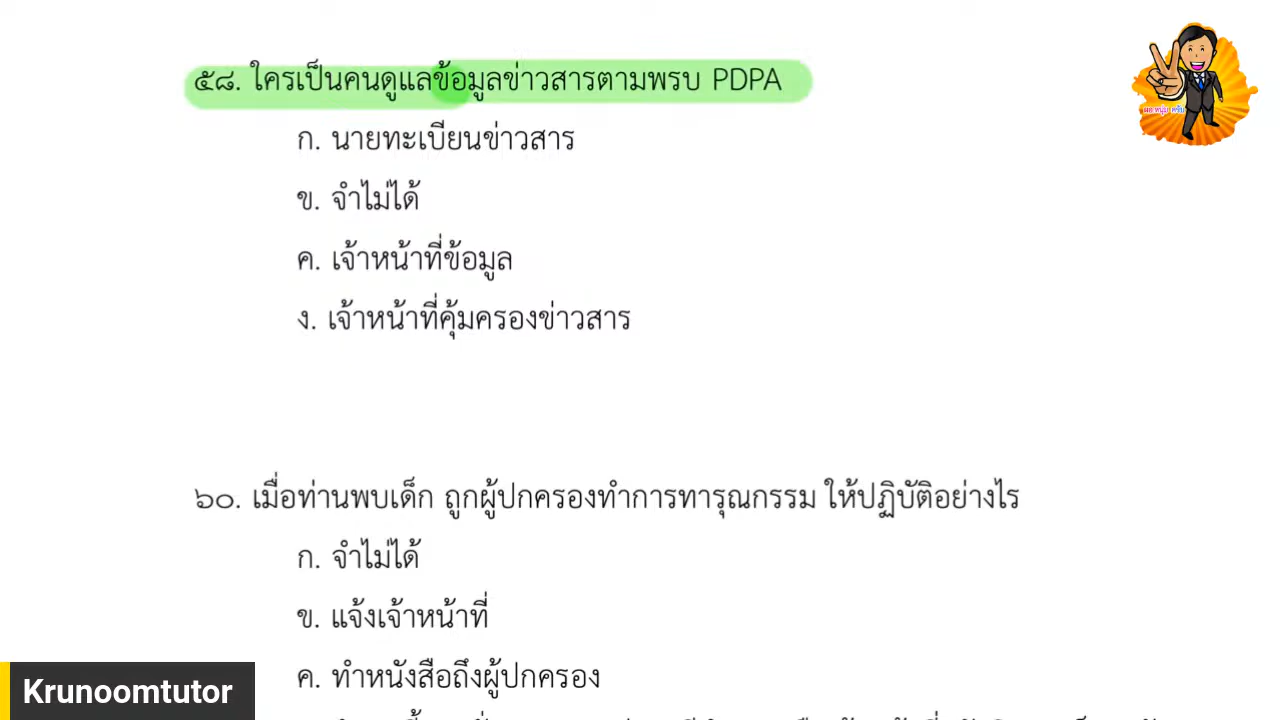 ๕๘. ใครเป็นคนดูแลข้อมูลข่าวสารตามพรบ PDPA
ก. นายทะเบียนข่าวสาร
ข. จำไม่ได้
ค. เจ้าหน้าที่ข้อมูล
ง. เจ้าหน้าที่คุ้มครองข่าวสาร
๖๐. เมื่อท่านพบเด็ก ถูกผู้ปกครองทำการทารุณกรรม ให้ปฏิบัติอย่างไร
ก. จำไม่ได้
ข. แจ้งเจ้าหน้าที่
ค. ทำหนังสือถึงผู้ปกครอง
Krunoomtutor